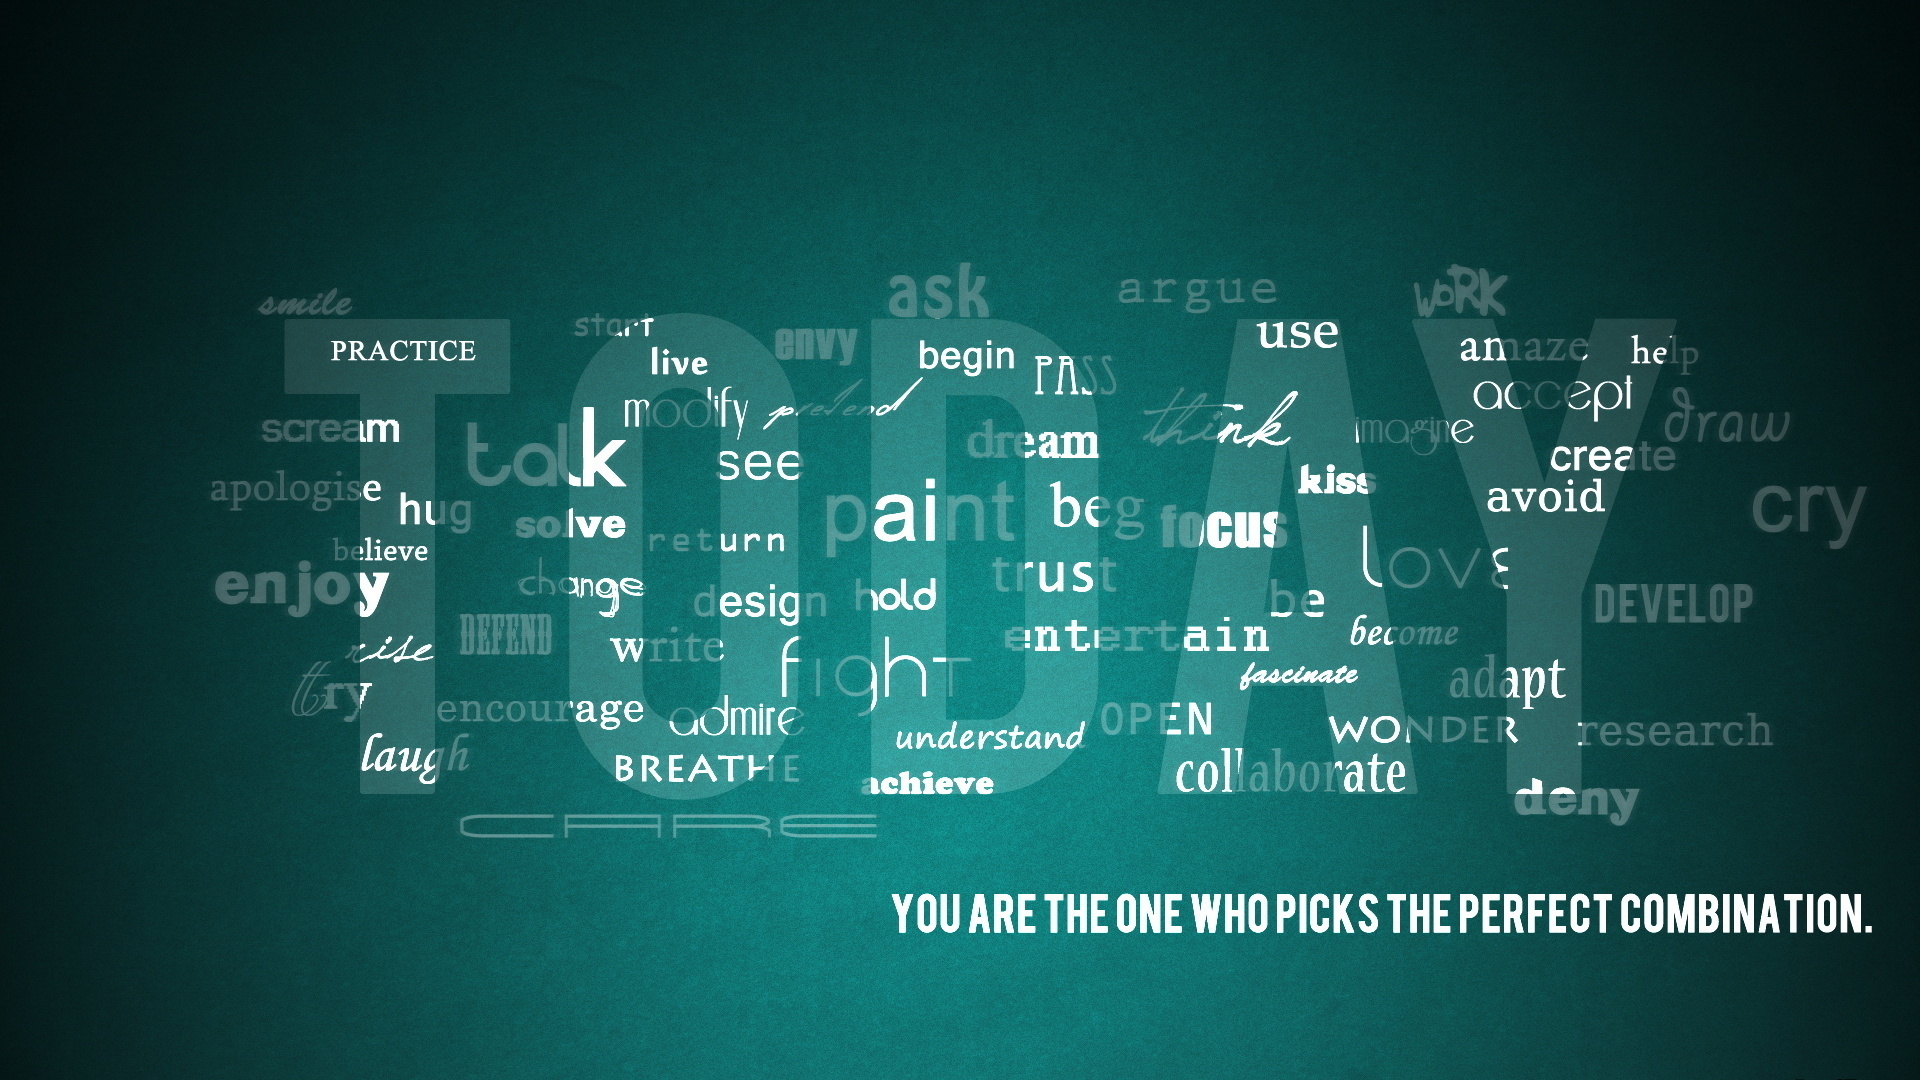 smile
ask
argue
WORK
start
envy
use
PRACTICE
live
begin
PASS
amaze
help
modify
pretend
accept
scream
talk
see
dream
think
imagine
draw
create
apologise
hug
kiss
avoid
cry
solve
return
paint
beg
focus
believe
enjoy
change
design
hold
trust
be
love
DEVELOP
rise
DEFEND
write
fight
entertain
become
fascinate
try
encourage
admire
understand
OPEN
WONDER
adapt
research
laugh
BREATHE
achieve
collaborate
deny
CARE
TODAY
YOU ARE THE ONE WHO PICKS THE PERFECT COMBINATION.